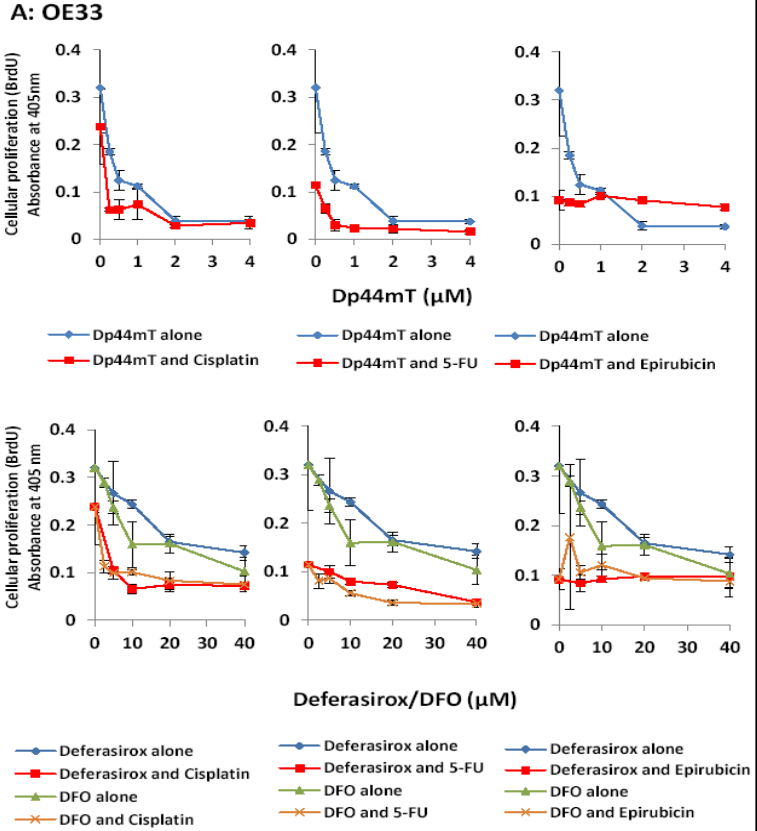 A: OE33
Cellular proliferation (BrdU)
Absorbance at 405nm
0.4
0.3
0.2
0.1
0
0 1 2 3 4
0.4
0.3
0.2
0.1
0
0 1 2 3 4
0.4
0.3
0.2
0.1
0
0 1 2 3 4
Dp44mT (µM)
Dp44mT alone
Dp44mT and Cisplatin
Dp44mT alone
Dp44mT and 5-FU
Dp44mT alone
Dp44mT and Epirubicin
Cellular proliferation (BrdU)
Absorbance at 405 nm
0.4
0.3
0.2
0.1
0
0 10 20 30 40
0.4
0.3
0.2
0.1
0
0 10 20 30 40
0.4
0.3
0.2
0.1
0
0 10 20 30 40
Deferasirox/DFO (µM)
Deferasirox alone
Deferasirox and Cisplatin
DFO alone
DFO and Cisplatin
Deferasirox alone
Deferasirox and 5-FU
DFO alone
DFO and 5-FU
Deferasirox alone
Deferasirox and Epirubicin
DFO alone
DFO and Epirubicin